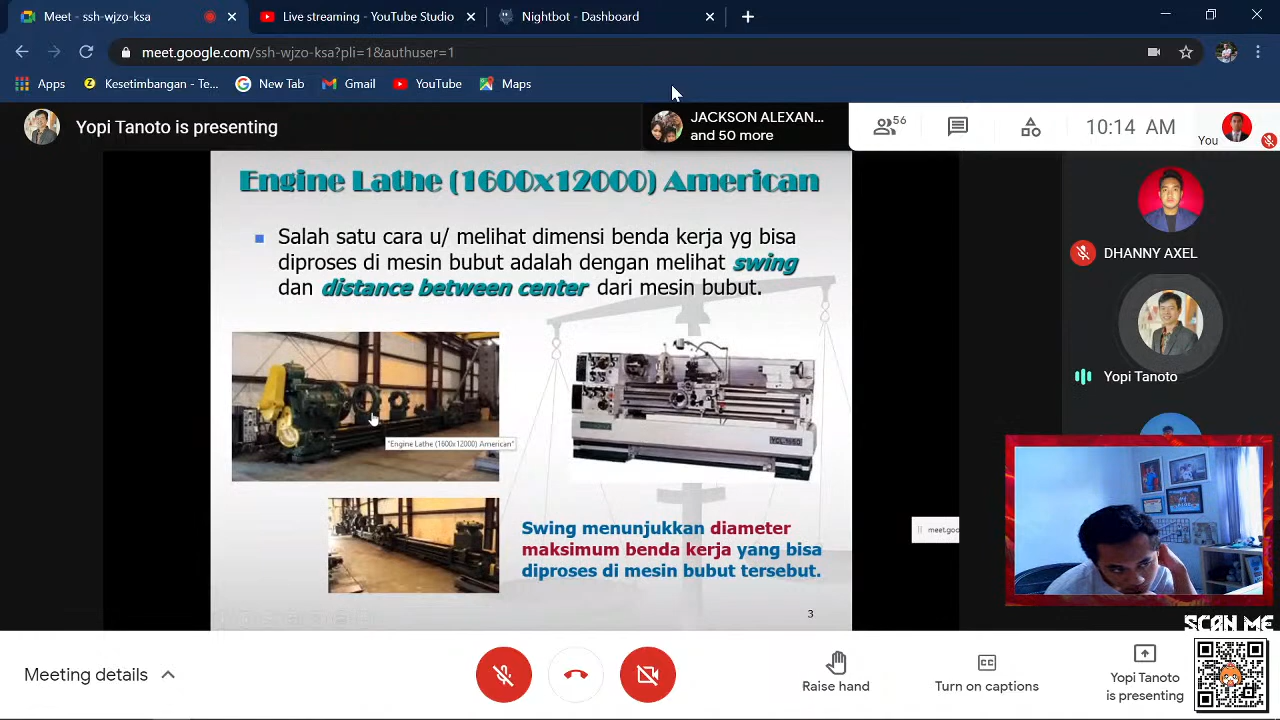 Meet - ssh-wjzo-ksa
Live streaming - YouTube Studio
Nightbot - Dashboard
meet.google.com/ssh-wjzo-ksa?pli=1&authuser=1
Apps
Kesetimbangan - Te...
New Tab
Gmail
YouTube
Maps
Yopi Tanoto is presenting
JACKSON ALEXAN...
and 50 more
56
10:14 AM
You
Engine Lathe (1600x12000) American
Salah satu cara u/ melihat dimensi benda kerja yg bisa
diproses di mesin bubut adalah dengan melihat swing
dan distance between center dari mesin bubut.
"Engine Lathe (1600x12000) American"
Swing menunjukkan diameter
maksimum benda kerja yang bisa
diproses di mesin bubut tersebut.
3
DHANNY AXEL
Yopi Tanoto
meet.goo
SCAN ME
Meeting details
Raise hand
Turn on captions
Yopi Tanoto
is presenting